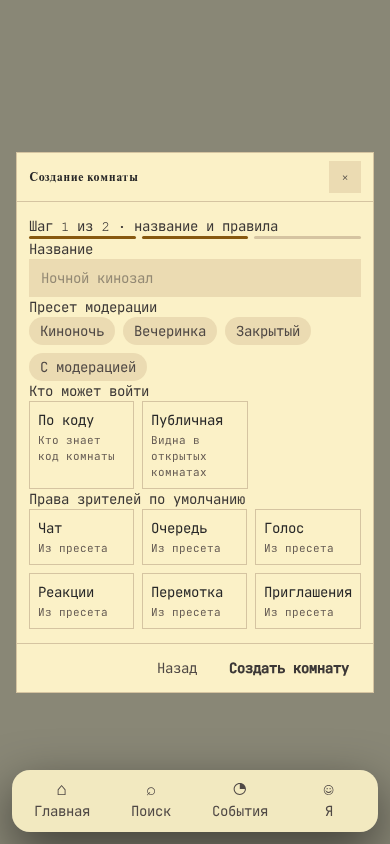 Создание комнаты
×
Шаг 1 из 2 · название и правила
Название
Ночной кинозал
Пресет модерации
Киноночь Вечеринка Закрытый
С модерацией
Кто может войти
По коду Публичная
Кто знает Видна в
код комнаты открытых
комнатах
Права зрителей по умолчанию
Чат Очередь Голос
Из пресета Из пресета Из пресета
Реакции Перемотка Приглашения
Из пресета Из пресета Из пресета
Назад Создать комнату
Главная Поиск События Я